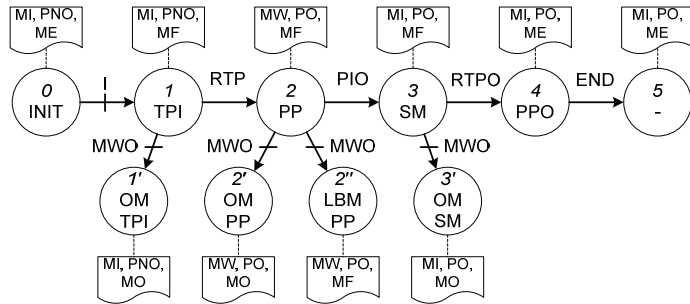 MI, PNO, ME
MI, PNO, MF
MW, PO, MF
MI, PO, MF
MI, PO, ME
MI, PO, ME
0 INIT
I
1 TPI
RTP
2 PP
PIO
3 SM
RTPO
4 PPO
END
5 -
MWO
MWO
MWO
MWO
1' OM TPI
2' OM PP
2'' LBM PP
3' OM SM
MI, PNO, MO
MW, PO, MO
MW, PO, MF
MI, PO, MO